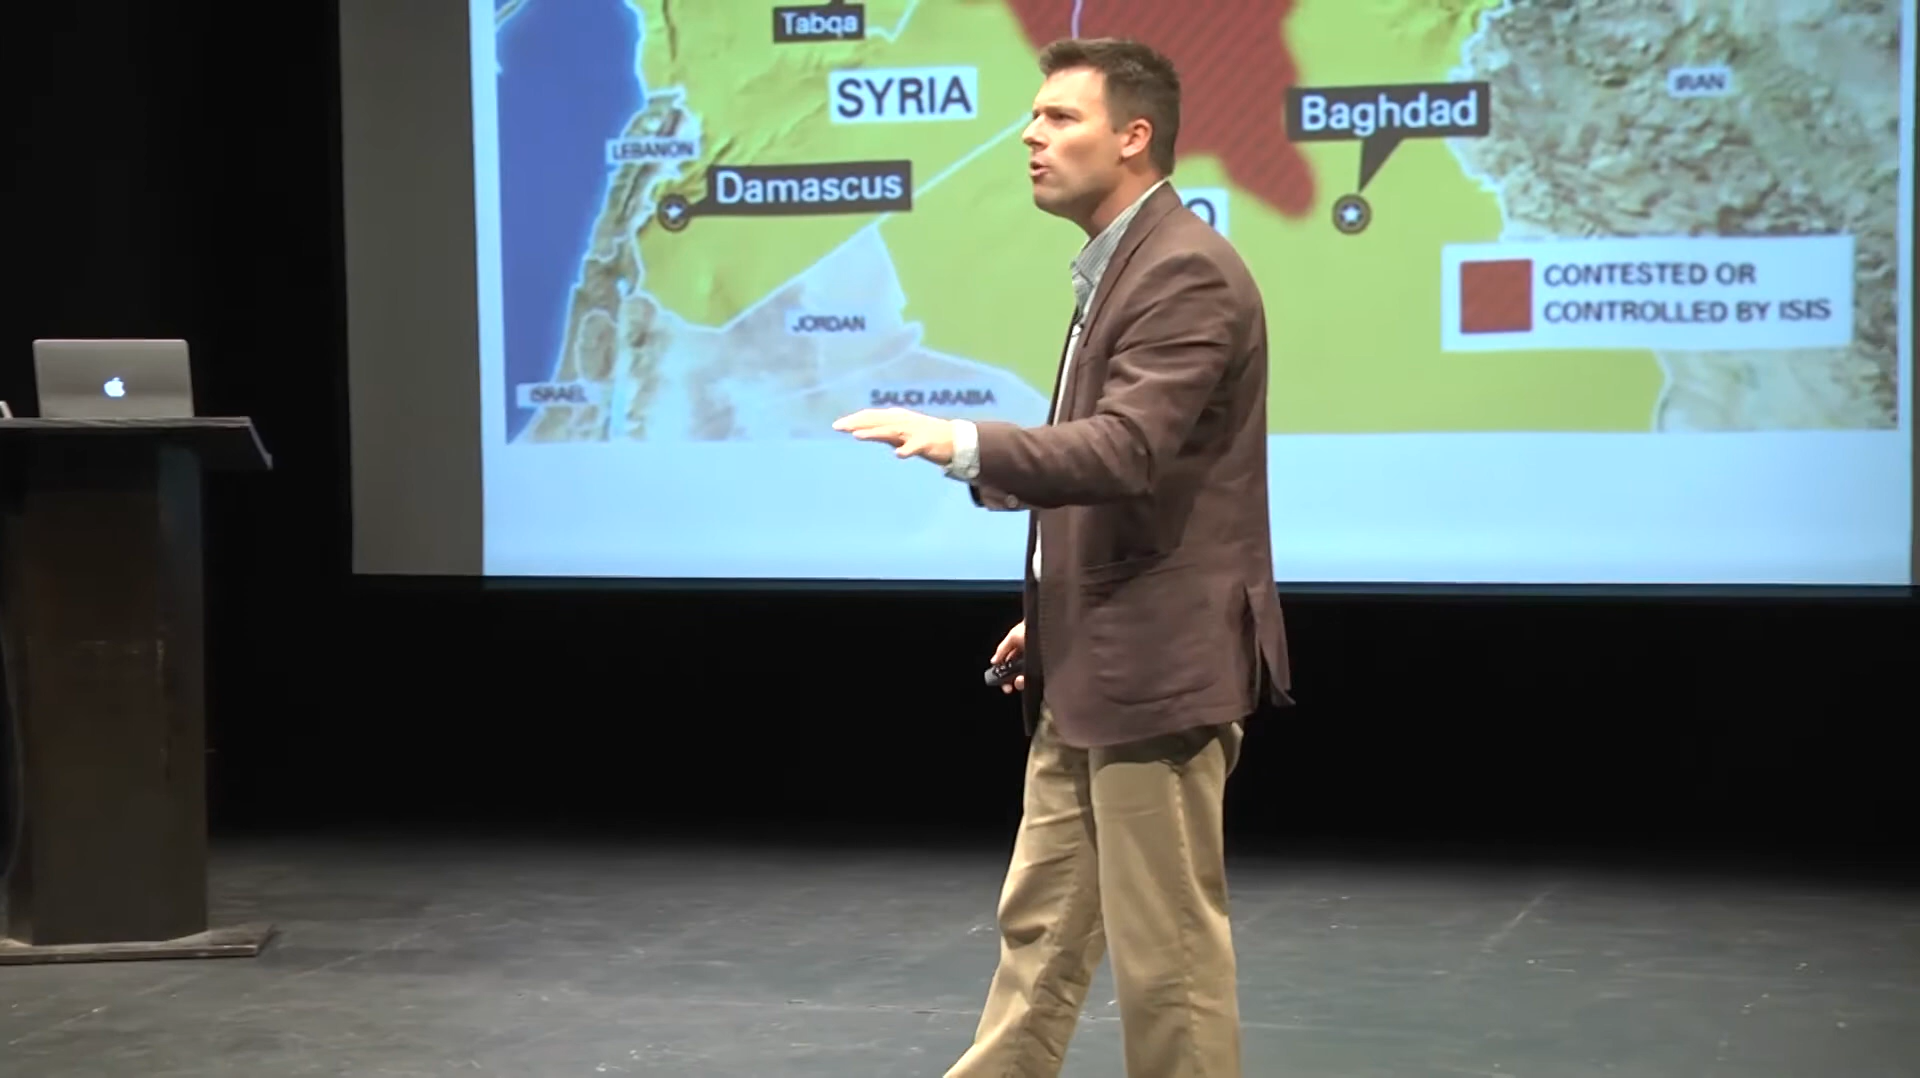 Tabqa
SYRIA
Baghdad
IRAN
LEBANON
Damascus
CONTESTED OR
CONTROLLED BY ISIS
JORDAN
ISRAEL
SAUDI ARABIA